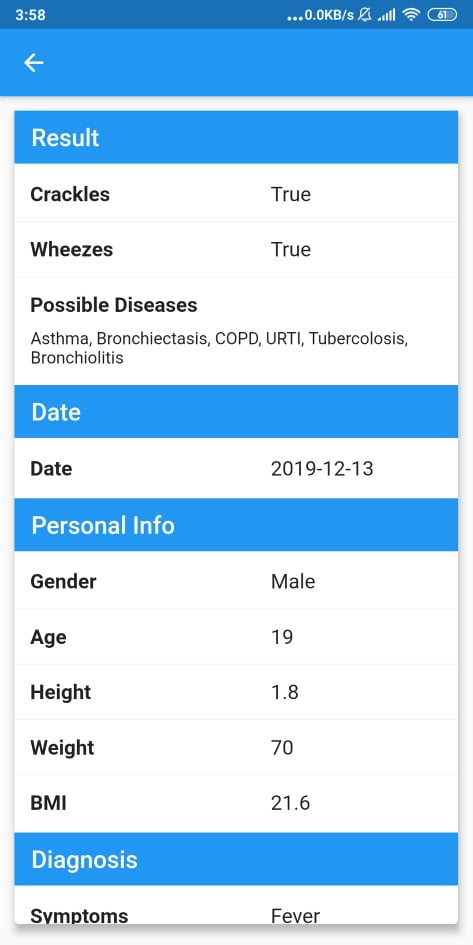 3:58 ...0.0KB/s 61
Result
Crackles True
Wheezes True
Possible Diseases
Asthma, Bronchiectasis, COPD, URTI, Tubercolosis,
Bronchiolitis
Date
Date 2019-12-13
Personal Info
Gender Male
Age 19
Height 1.8
Weight 70
BMI 21.6
Diagnosis
Symptoms Fever